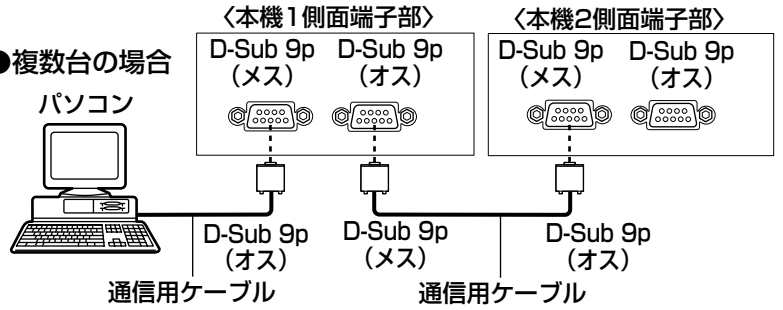 〈本機1側面端子部〉
〈本機2側面端子部〉
●複数台の場合
D-Sub 9p
（メス）
D-Sub 9p
（オス）
D-Sub 9p
（メス）
D-Sub 9p
（オス）
パソコン
D-Sub 9p
（オス）
D-Sub 9p
（メス）
D-Sub 9p
（オス）
通信用ケーブル
通信用ケーブル